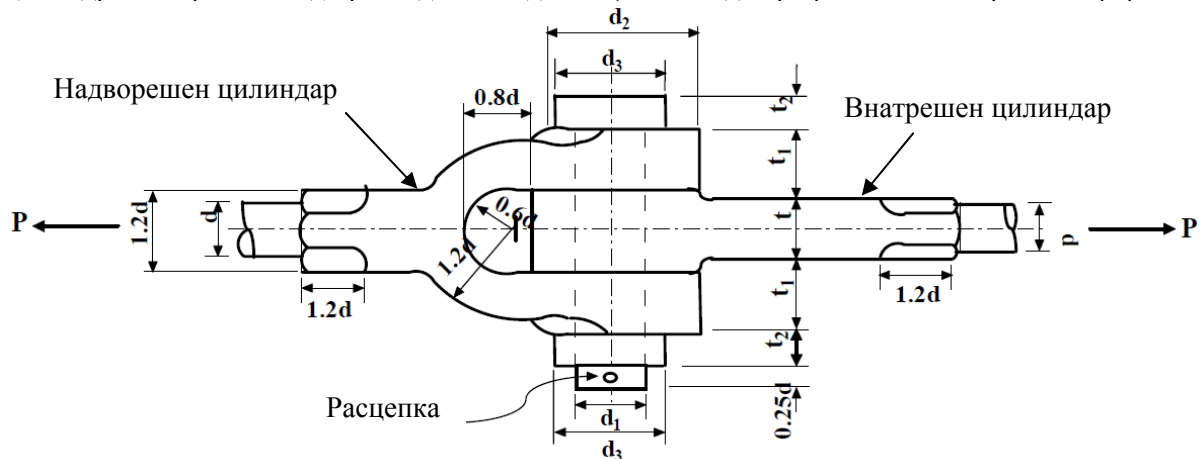 d₂
d₃
Надворешен цилиндар
0.8d
t₂
Внатрешен цилиндар
t₁
P
1.2d
d
0.6d
1.2d
t
d
P
1.2d
t₁
1.2d
t₂
Расцепка
d₁
0.25d
d₃